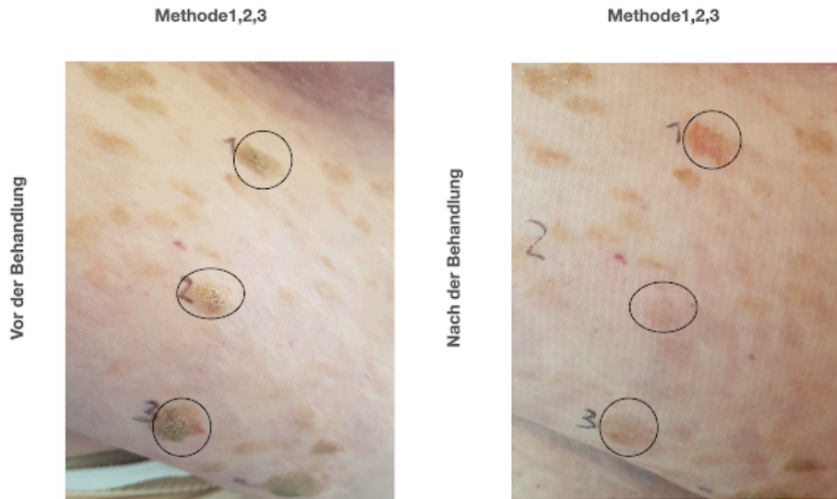 Methode1,2,3
Methode1,2,3
Vor der Behandlung
1
2
3
Nach der Behandlung
1
2
3